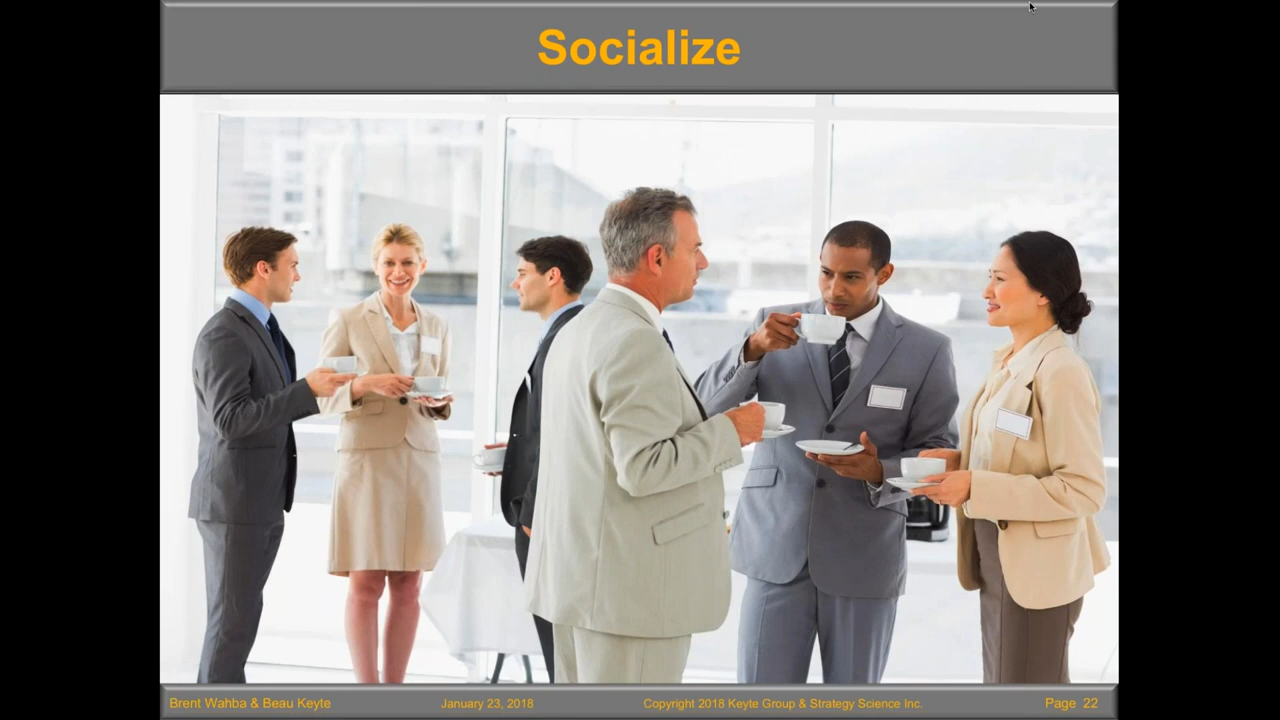 Socialize
Brent Wahba & Beau Keyte
January 23, 2018
Copyright 2018 Keyte Group & Strategy Science Inc.
Page 22